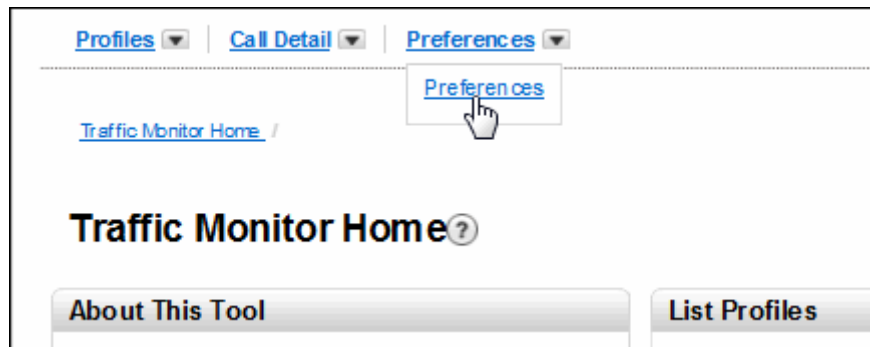 Profiles Call Detail Preferences
Preferences
Traffic Monitor Home /
Traffic Monitor Home ?
About This Tool List Profiles